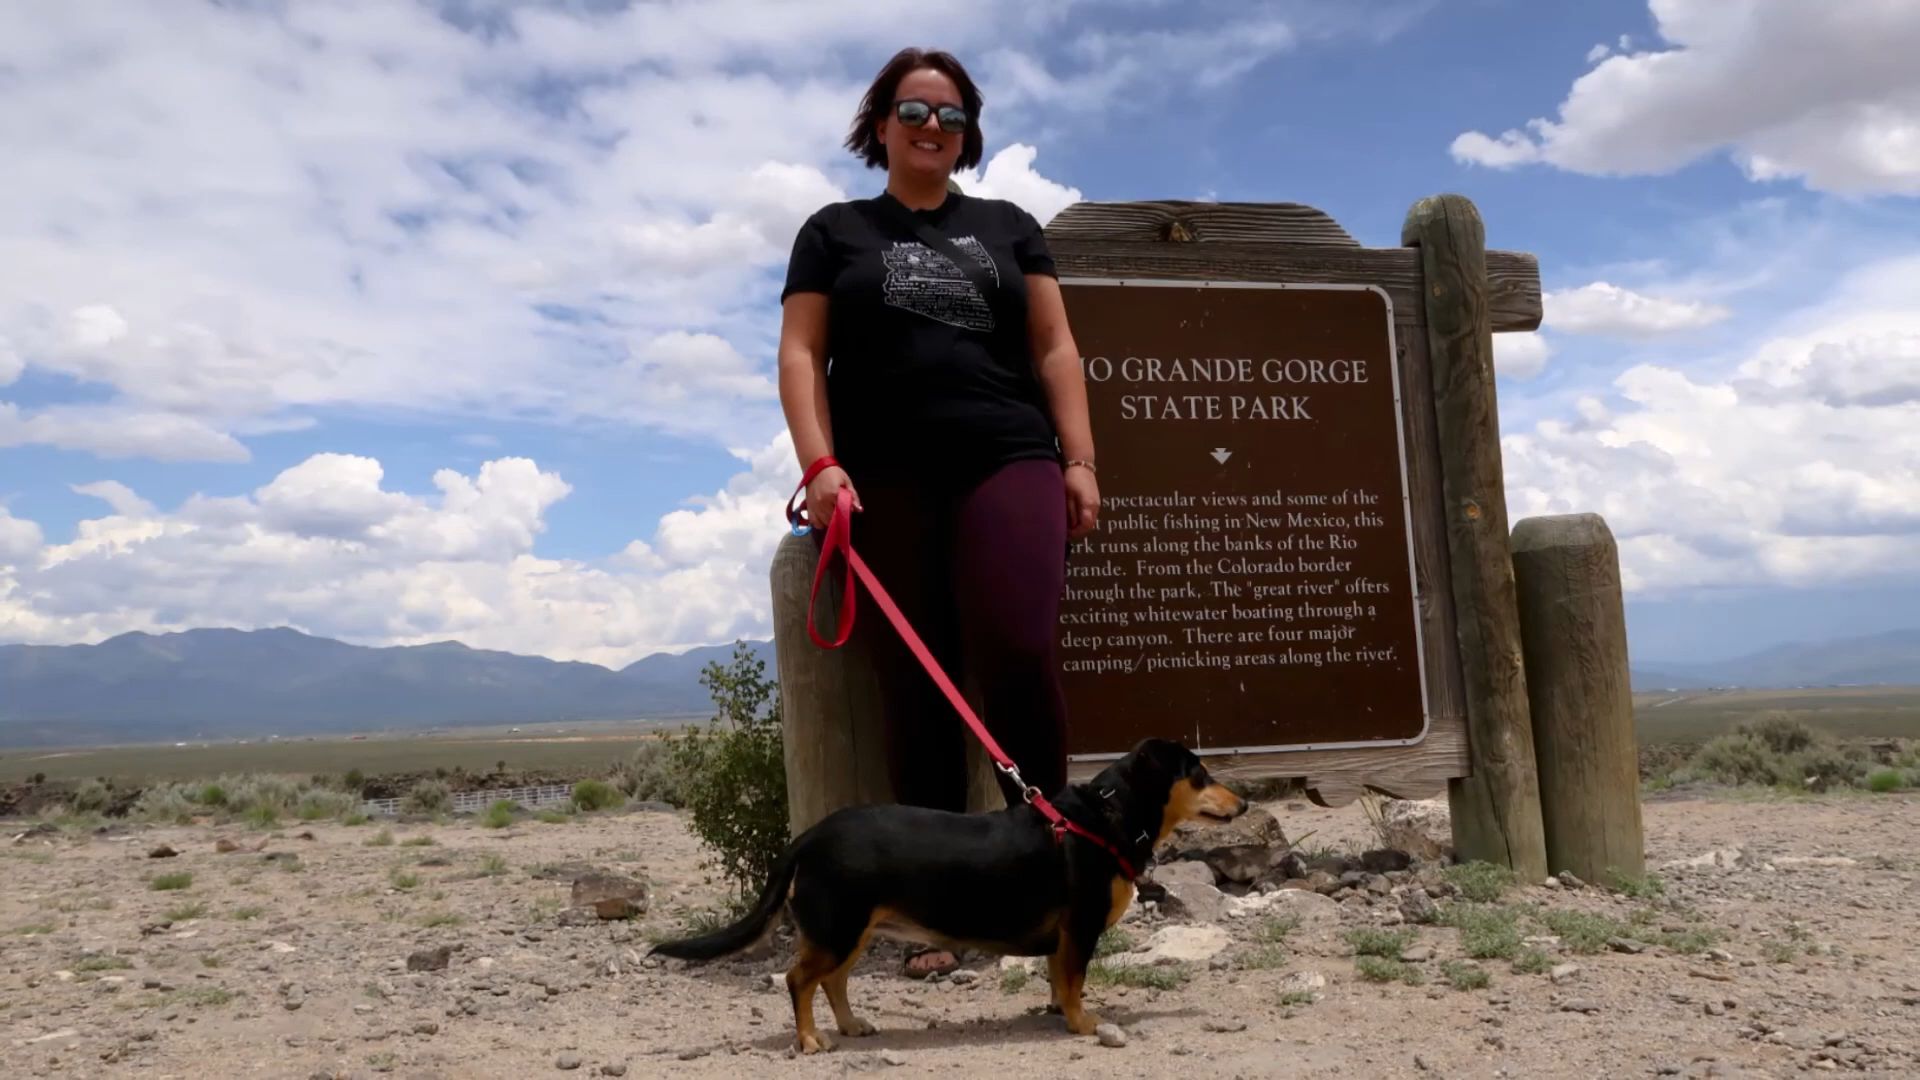 IO GRANDE GORGE
STATE PARK
spectacular views and some of the
public fishing in New Mexico, this
rk runs along the banks of the Rio
Grande. From the Colorado border
through the park, The "great river" offers
exciting whitewater boating through a
deep canyon. There are four major
camping/picnicking areas along the river.